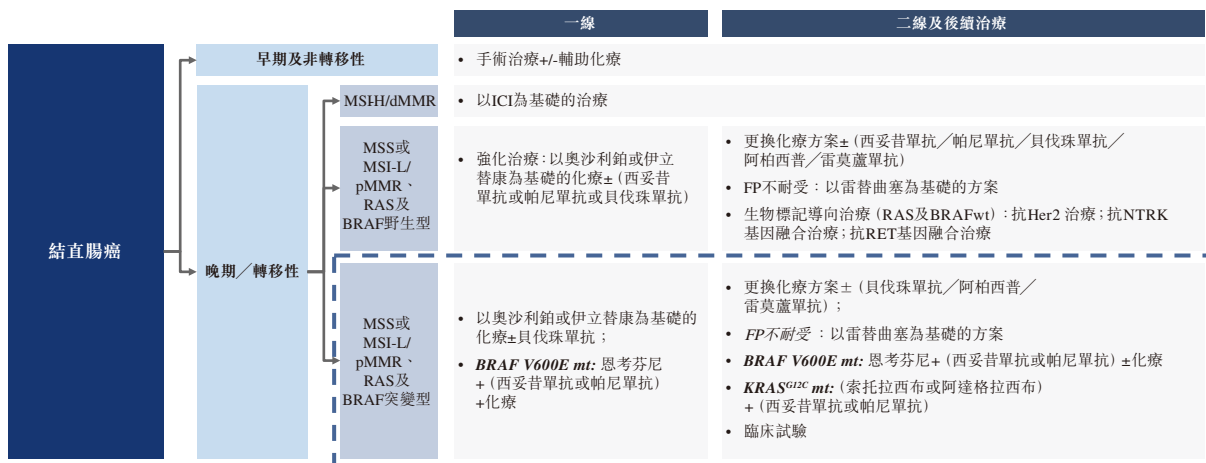 一線
二線及後續治療
結直腸癌
早期及非轉移性
• 手術治療+/-輔助化療
晚期／轉移性
MSI-H/dMMR
• 以ICI為基礎的治療
MSS或
MSI-L/
pMMR、
RAS及
BRAF野生型
• 強化治療：以奧沙利鉑或伊立
替康為基礎的化療±（西妥昔
單抗或帕尼單抗或貝伐珠單抗）
• 更換化療方案±（西妥昔單抗／帕尼單抗／貝伐珠單抗／
阿柏西普／雷莫蘆單抗）
• FP不耐受：以雷替曲塞為基礎的方案
• 生物標記導向治療（RAS及BRAFwt）：抗Her2 治療；抗NTRK
基因融合治療；抗RET基因融合治療
MSS或
MSI-L/
pMMR、
RAS及
BRAF突變型
• 以奧沙利鉑或伊立替康為基礎的
化療±貝伐珠單抗；
• BRAF V600E mt: 恩考芬尼
+（西妥昔單抗或帕尼單抗）
+化療
• 更換化療方案±（貝伐珠單抗／阿柏西普／
雷莫蘆單抗）；
• FP不耐受：以雷替曲塞為基礎的方案
• BRAF V600E mt: 恩考芬尼+（西妥昔單抗或帕尼單抗）±化療
• KRASG12C mt:（索托拉西布或阿達格拉西布）
+（西妥昔單抗或帕尼單抗）
• 臨床試驗